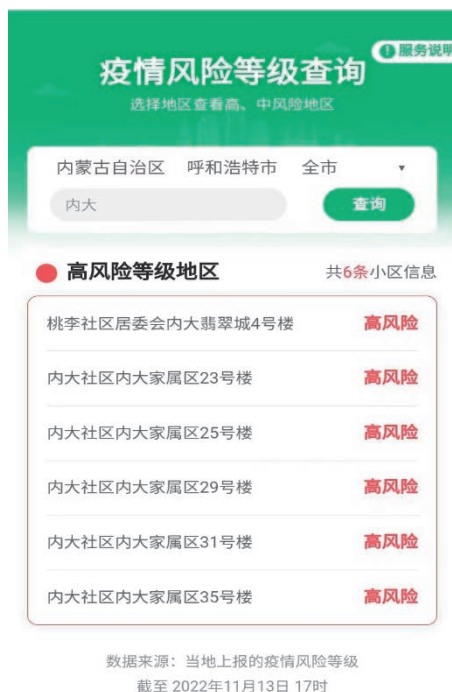 服务说明
疫情风险等级查询
选择地区查看高、中风险地区
内蒙古自治区 呼和浩特市 全市
内大 查询
高风险等级地区 共6条小区信息
桃李社区居委会内大翡翠城4号楼 高风险
内大社区内大家属区23号楼 高风险
内大社区内大家属区25号楼 高风险
内大社区内大家属区29号楼 高风险
内大社区内大家属区31号楼 高风险
内大社区内大家属区35号楼 高风险
数据来源：当地上报的疫情风险等级
截至 2022年11月13日 17时